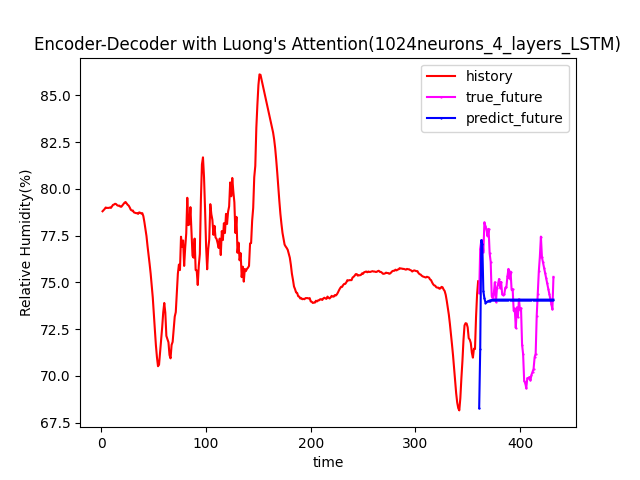 Encoder-Decoder with Luong's Attention(1024neurons_4_layers_LSTM)
history
true_future
predict_future
85.0
82.5
80.0
77.5
75.0
72.5
70.0
67.5
Relative Humidity(%)
0 100 200 300 400
time